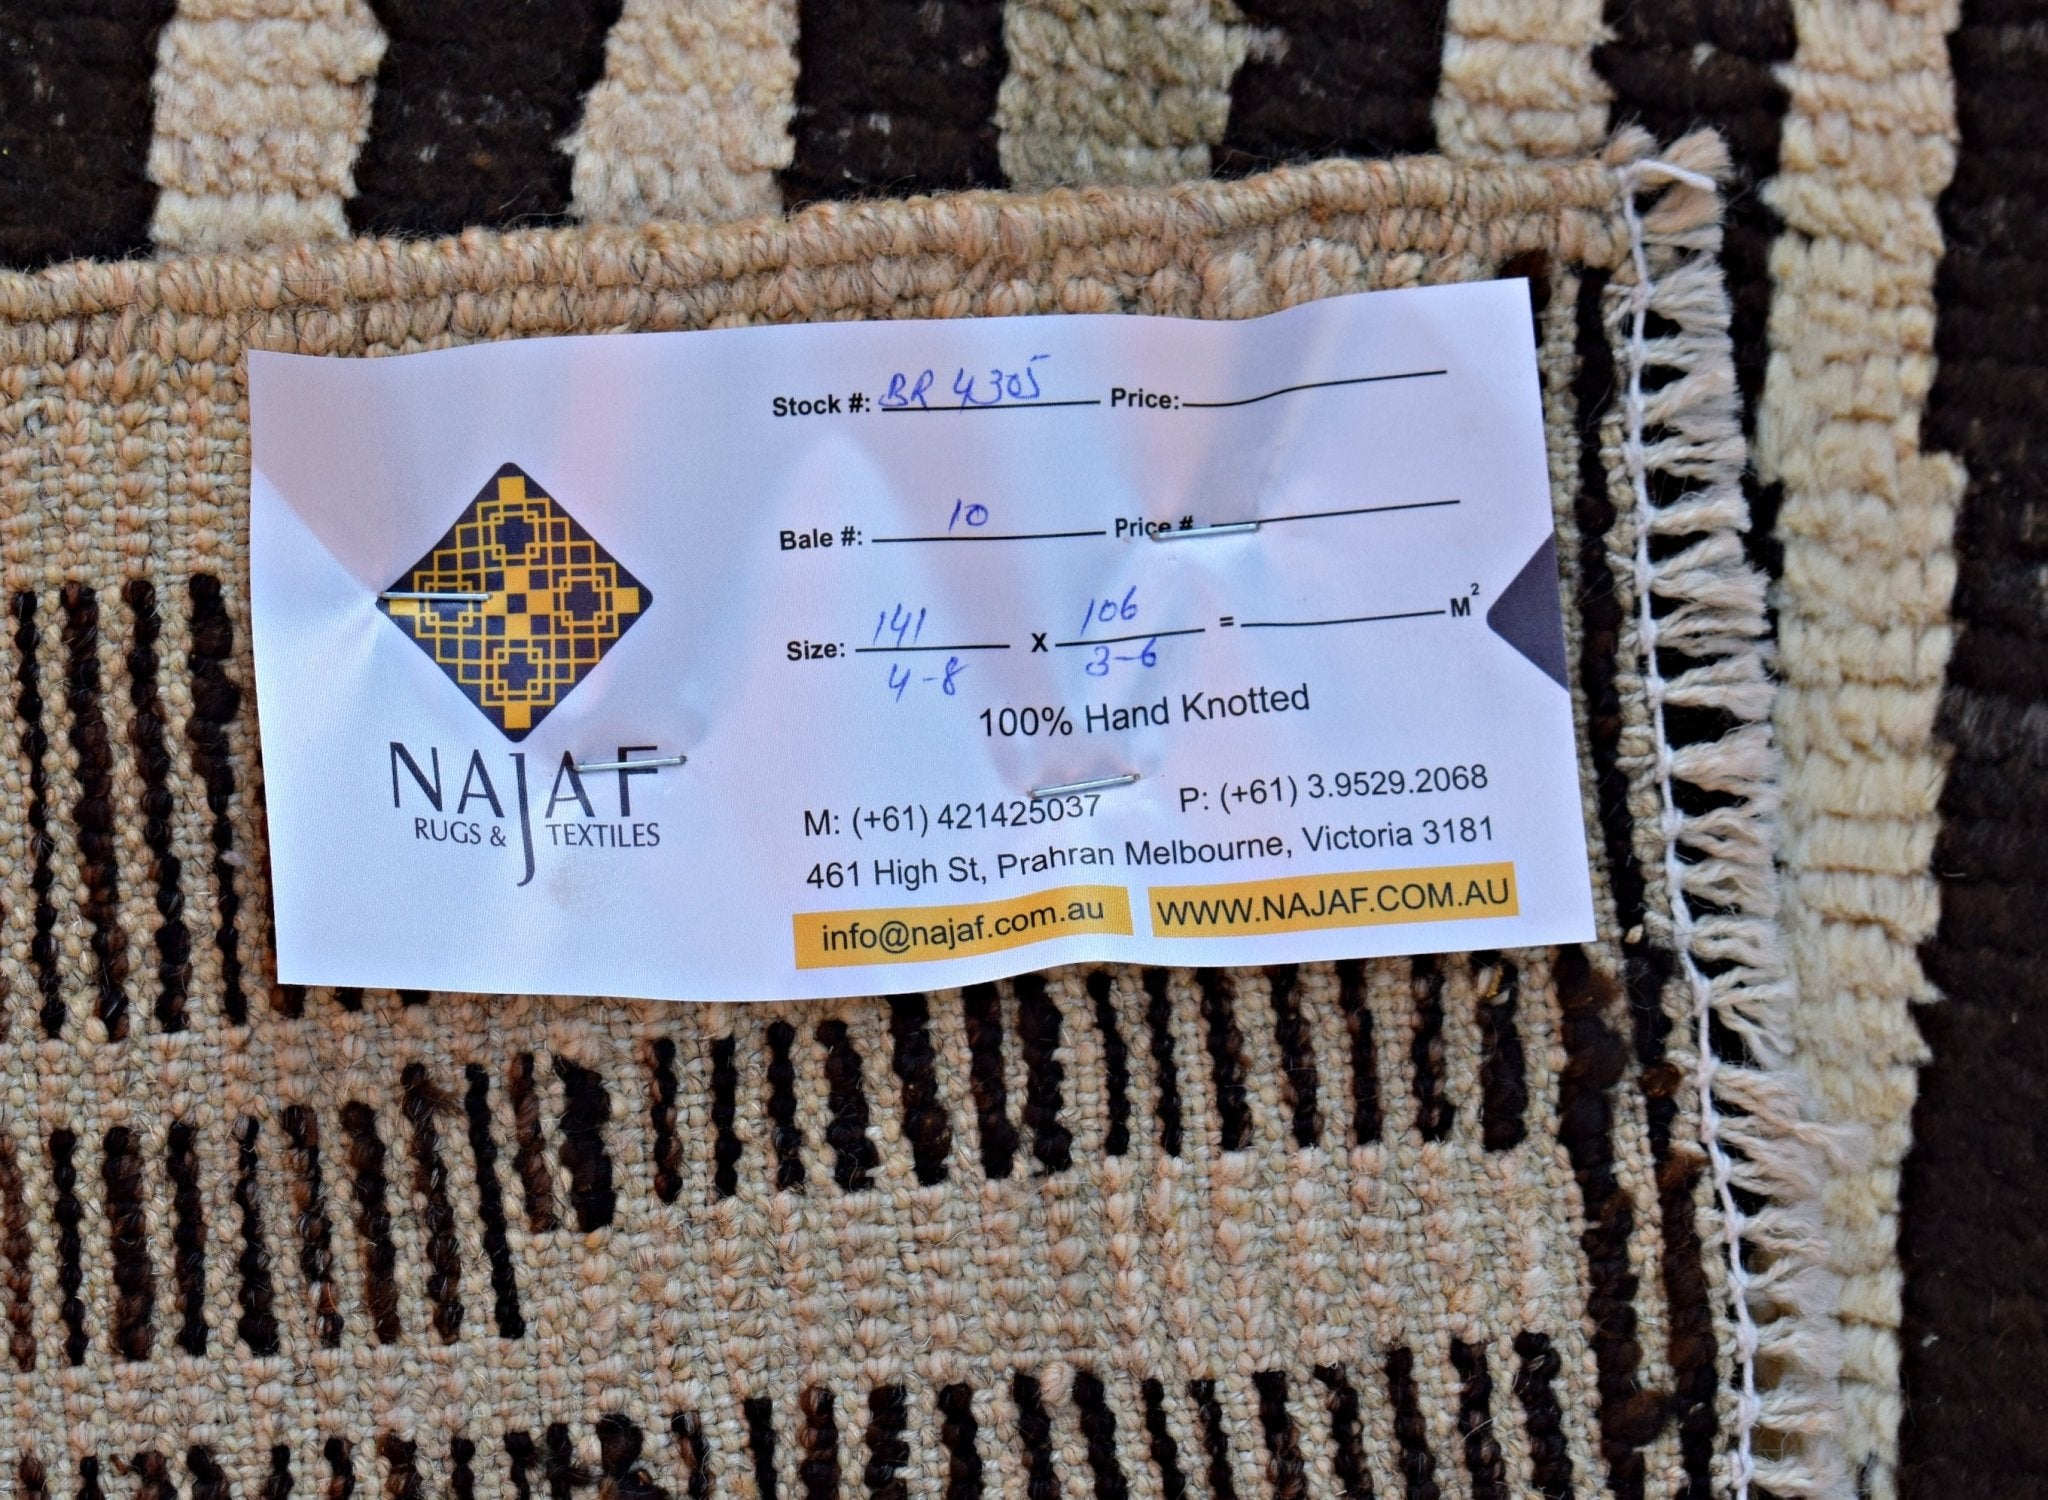 Stock #: BR 4305 Price:
Bale #: 10 Price #
Size: 141 X 106 = M²
4-8 3-6
100% Hand Knotted
NAJAF
RUGS & TEXTILES
M: (+61) 421425037 P: (+61) 3.9529.2068
461 High St, Prahran Melbourne, Victoria 3181
info@najaf.com.au WWW.NAJAF.COM.AU